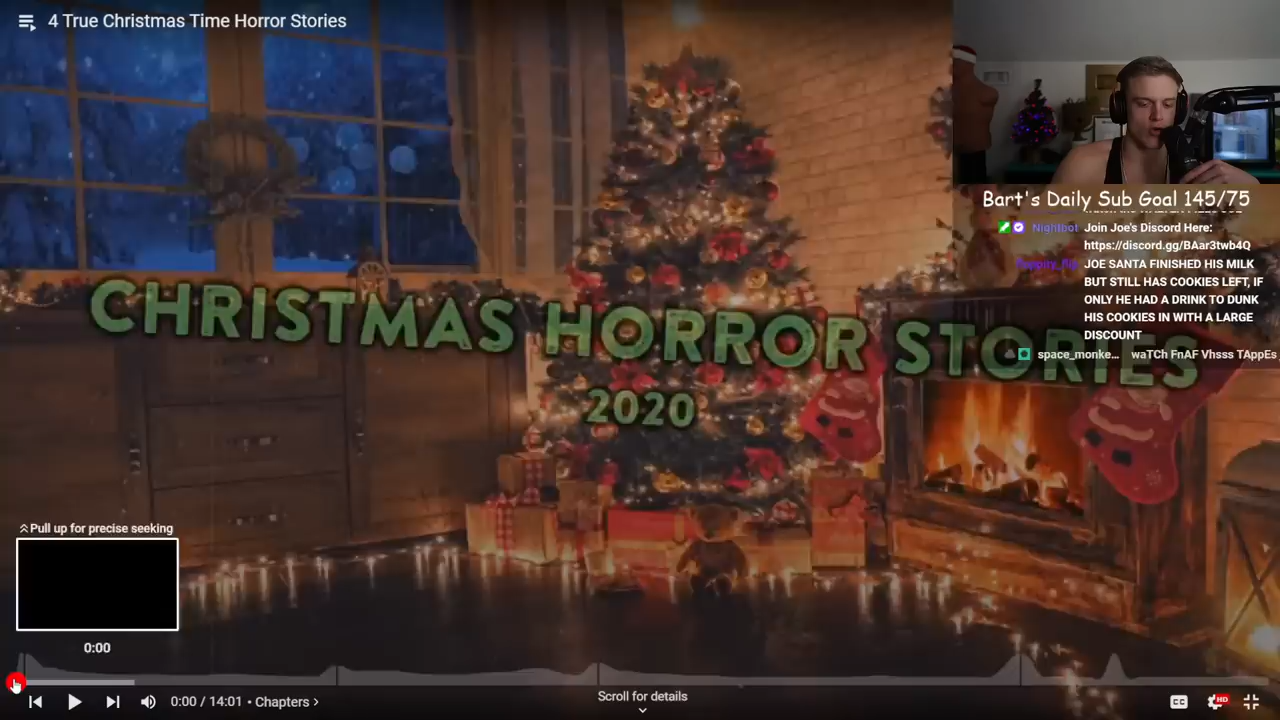 4 True Christmas Time Horror Stories
Bart's Daily Sub Goal 145/75
Nightbot Join Joe's Discord Here:
https://discord.gg/BAar3twb4Q
JOE SANTA FINISHED HIS MILK
BUT STILL HAS COOKIES LEFT, IF
ONLY HE HAD A DRINK TO DUNK
HIS COOKIES IN WITH A LARGE
DISCOUNT
space_monke... waTCh FnAF Vhsss TAppEs
CHRISTMAS HORROR STORIES
2020
Pull up for precise seeking
0:00
0:00 / 14:01 • Chapters >
Scroll for details
CC
HD